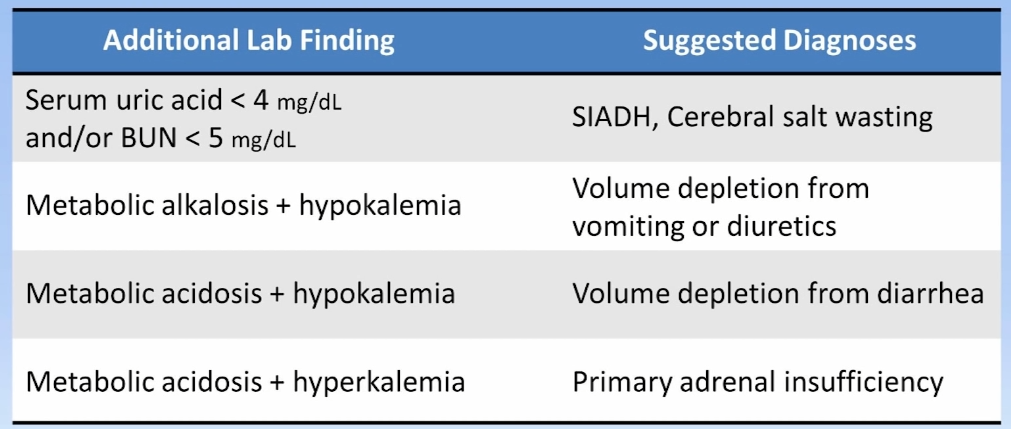 Additional Lab Finding
Suggested Diagnoses
Serum uric acid < 4 mg/dL
and/or BUN < 5 mg/dL
SIADH, Cerebral salt wasting
Metabolic alkalosis + hypokalemia
Volume depletion from
vomiting or diuretics
Metabolic acidosis + hypokalemia
Volume depletion from diarrhea
Metabolic acidosis + hyperkalemia
Primary adrenal insufficiency